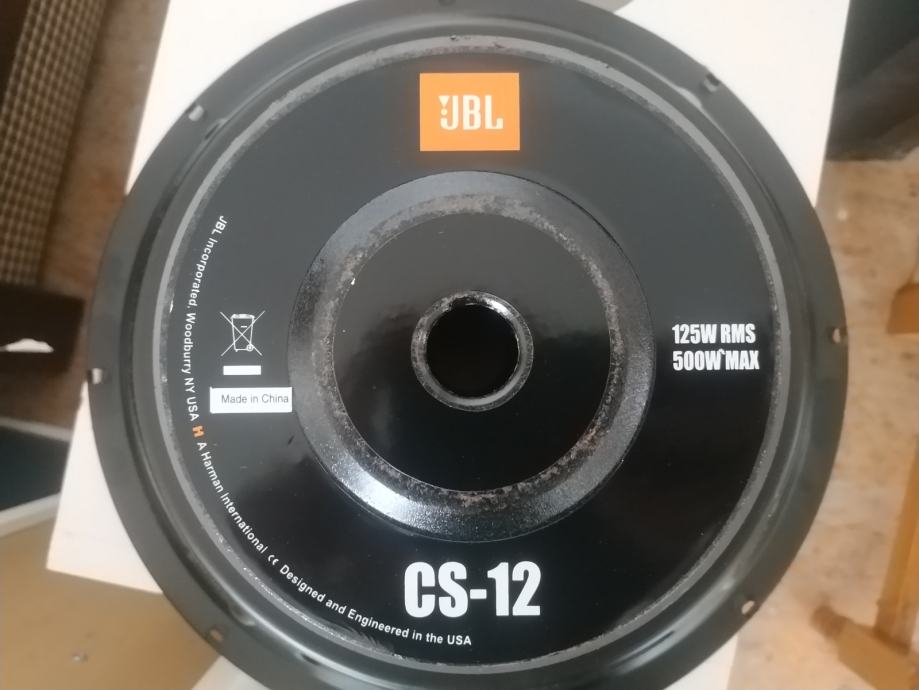 JBL
125W RMS
500W MAX
Made in China
JBL Incorporated, Woodburry NY USA H A Harman International CE Designed and Engineered in the USA
CS-12